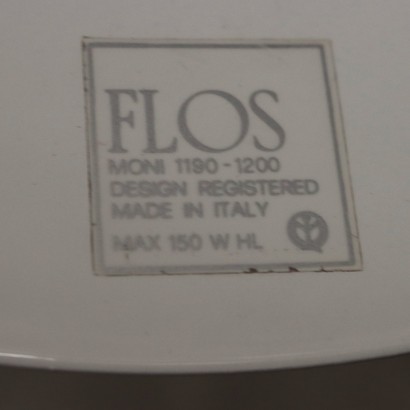 FLOS
MONI 1190-1200
DESIGN REGISTERED
MADE IN ITALY
MAX 150 W HL